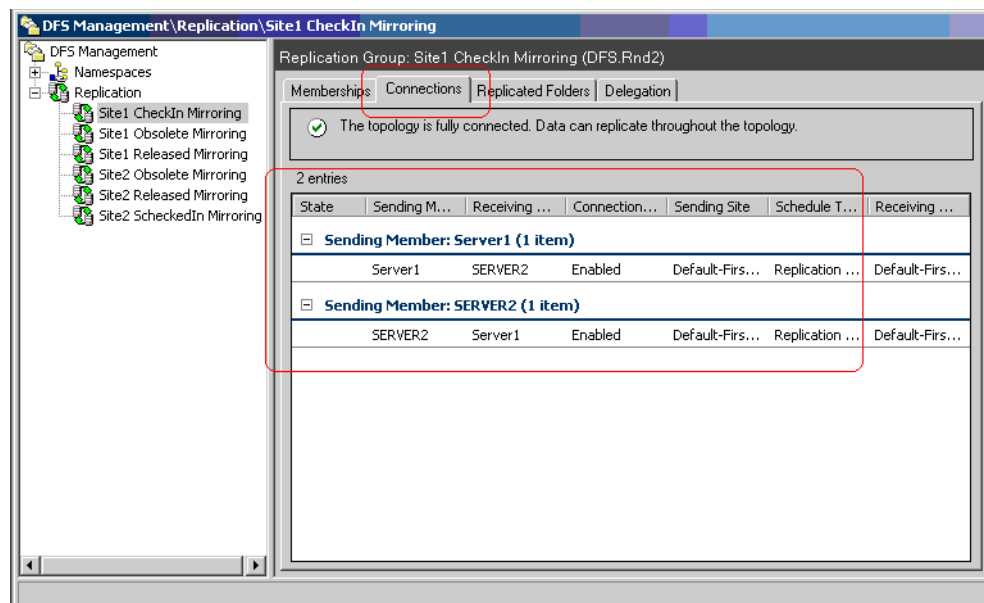 DFS Management\Replication\Site1 CheckIn Mirroring
DFS Management
Namespaces
Replication
Site1 CheckIn Mirroring
Site1 Obsolete Mirroring
Site1 Released Mirroring
Site2 Obsolete Mirroring
Site2 Released Mirroring
Site2 ScheckedIn Mirroring
Replication Group: Site1 CheckIn Mirroring (DFS.Rnd2)
Memberships Connections Replicated Folders Delegation
The topology is fully connected. Data can replicate throughout the topology.
2 entries
State Sending M... Receiving ... Connection... Sending Site Schedule T... Receiving ...
Sending Member: Server1 (1 item)
Server1 SERVER2 Enabled Default-Firs... Replication ... Default-Firs...
Sending Member: SERVER2 (1 item)
SERVER2 Server1 Enabled Default-Firs... Replication ... Default-Firs...